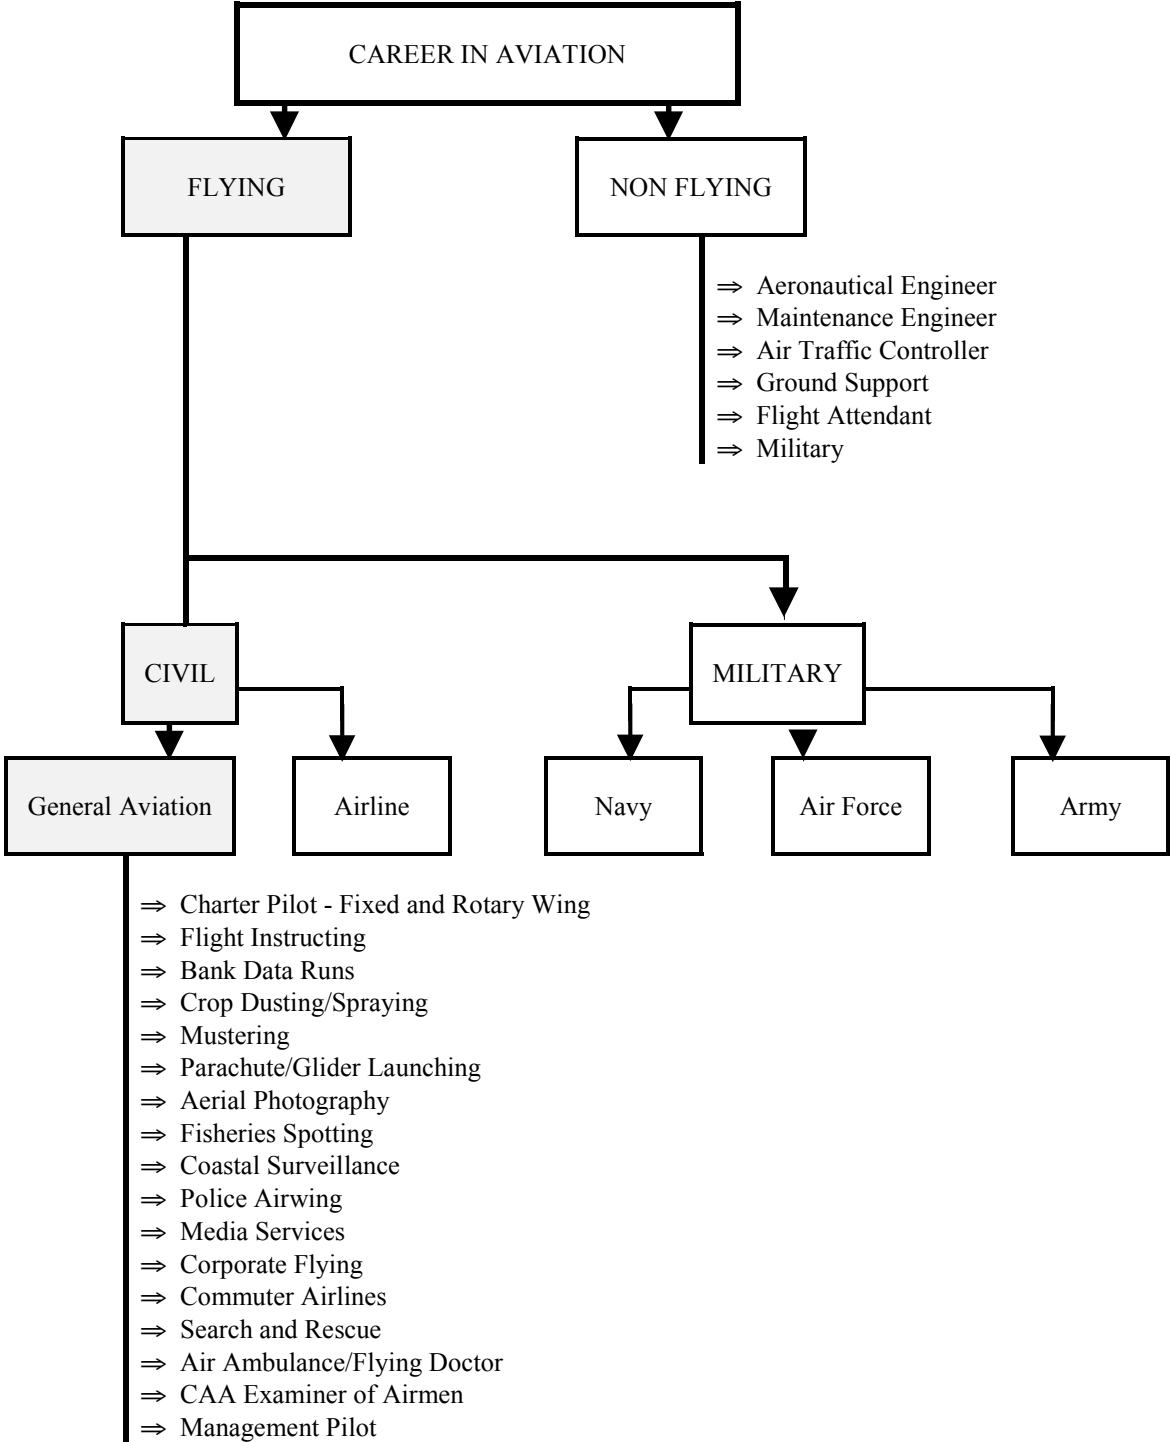 CAREER IN AVIATION
FLYING
NON FLYING
⇒ Aeronautical Engineer
⇒ Maintenance Engineer
⇒ Air Traffic Controller
⇒ Ground Support
⇒ Flight Attendant
⇒ Military
CIVIL
MILITARY
General Aviation
Airline
Navy
Air Force
Army
⇒ Charter Pilot - Fixed and Rotary Wing
⇒ Flight Instructing
⇒ Bank Data Runs
⇒ Crop Dusting/Spraying
⇒ Mustering
⇒ Parachute/Glider Launching
⇒ Aerial Photography
⇒ Fisheries Spotting
⇒ Coastal Surveillance
⇒ Police Airwing
⇒ Media Services
⇒ Corporate Flying
⇒ Commuter Airlines
⇒ Search and Rescue
⇒ Air Ambulance/Flying Doctor
⇒ CAA Examiner of Airmen
⇒ Management Pilot